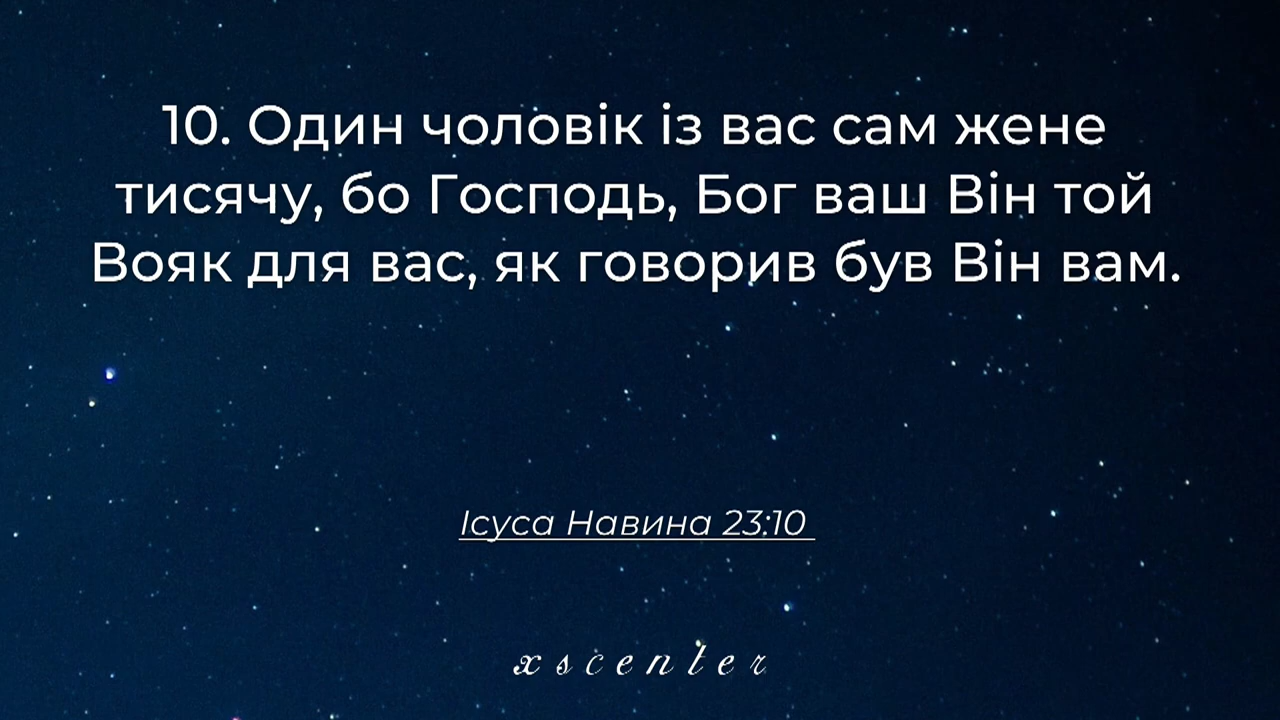 10. Один чоловік із вас сам жене
тисячу, бо Господь, Бог ваш Він той
Вояк для вас, як говорив був Він вам.
Ісуса Навина 23:10
xscenter